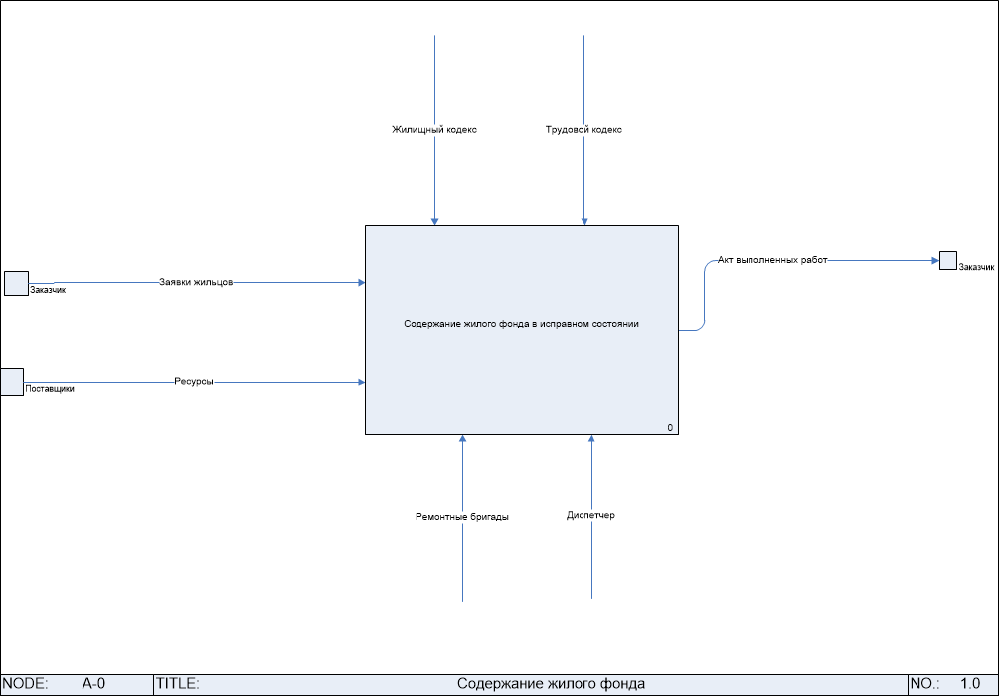 Жилищный кодекс
Трудовой кодекс
Акт выполненных работ
Заказчик
Заявки жильцов
Заказчик
Содержание жилого фонда в исправном состоянии
Ресурсы
Поставщики
0
Ремонтные бригады
Диспетчер
NODE: A-0
TITLE: Содержание жилого фонда
NO.: 1.0